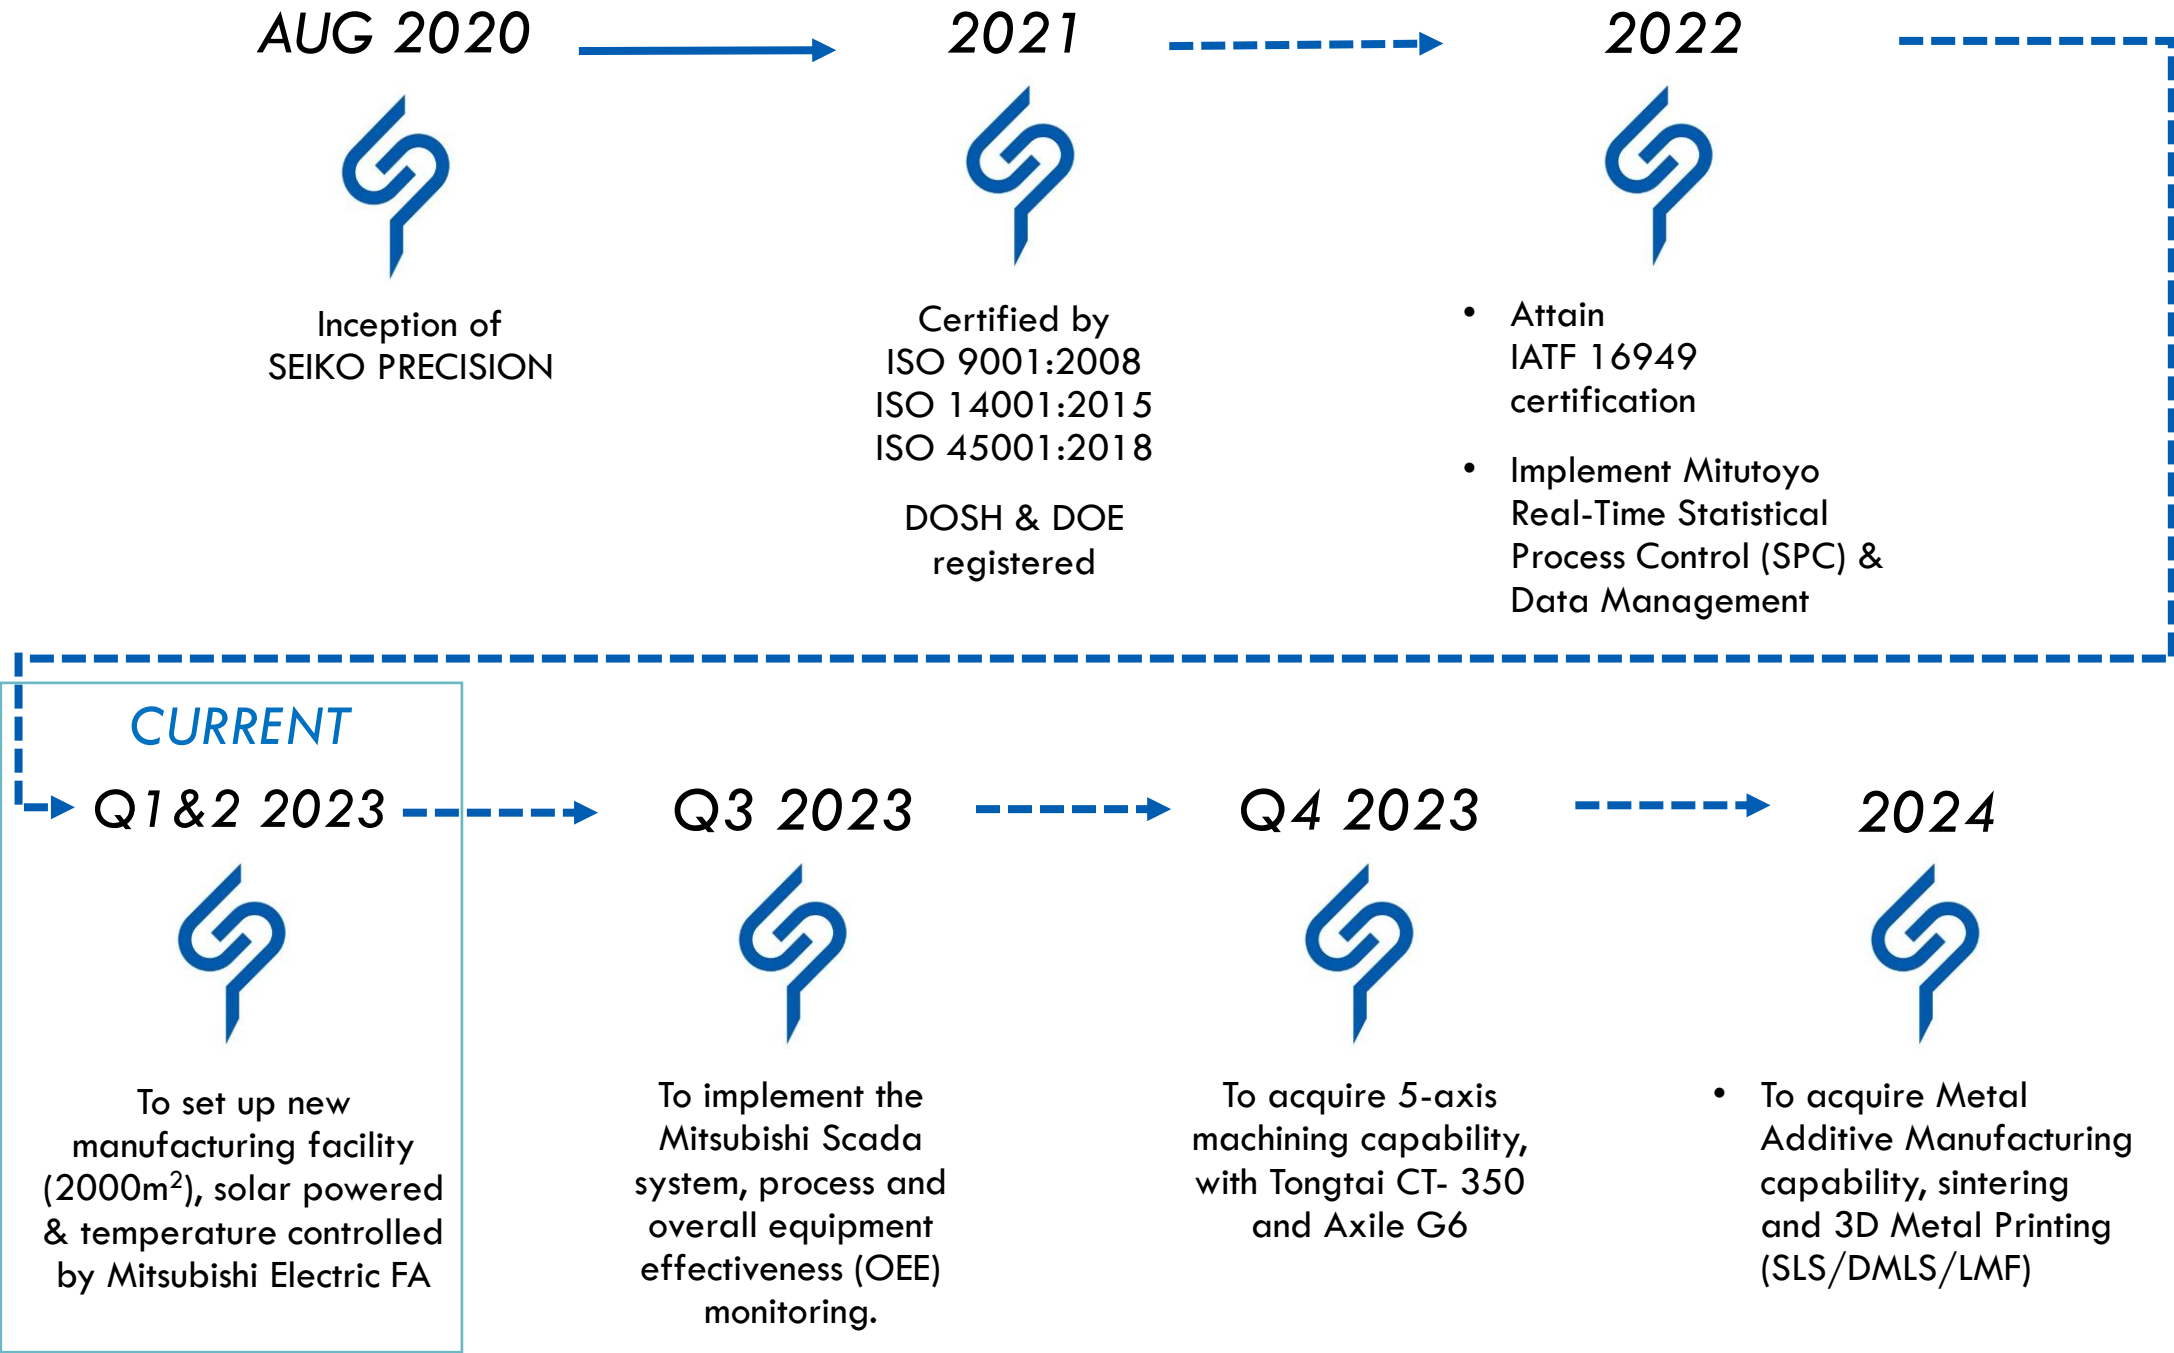 AUG 2020
Inception of
SEIKO PRECISION
2021
Certified by
ISO 9001:2008
ISO 14001:2015
ISO 45001:2018
DOSH & DOE
registered
2022
• Attain
IATF 16949
certification
• Implement Mitutoyo
Real-Time Statistical
Process Control (SPC) &
Data Management
CURRENT
Q1&2 2023
To set up new
manufacturing facility
(2000m²), solar powered
& temperature controlled
by Mitsubishi Electric FA
Q3 2023
To implement the
Mitsubishi Scada
system, process and
overall equipment
effectiveness (OEE)
monitoring.
Q4 2023
To acquire 5-axis
machining capability,
with Tongtai CT- 350
and Axile G6
2024
• To acquire Metal
Additive Manufacturing
capability, sintering
and 3D Metal Printing
(SLS/DMLS/LMF)